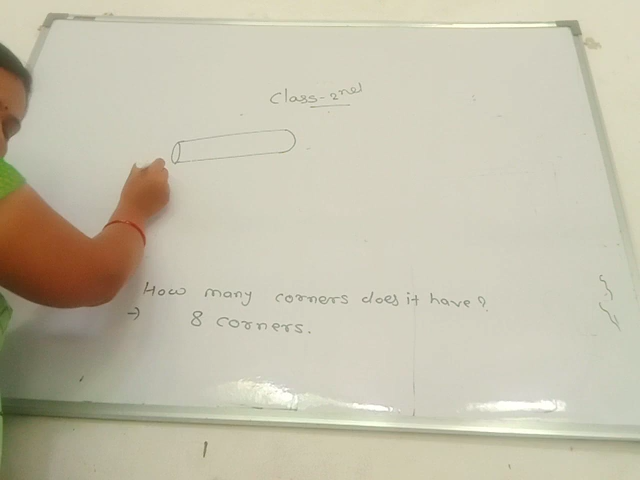 Class-2nd
How many corners does it have?
→ 8 corners.